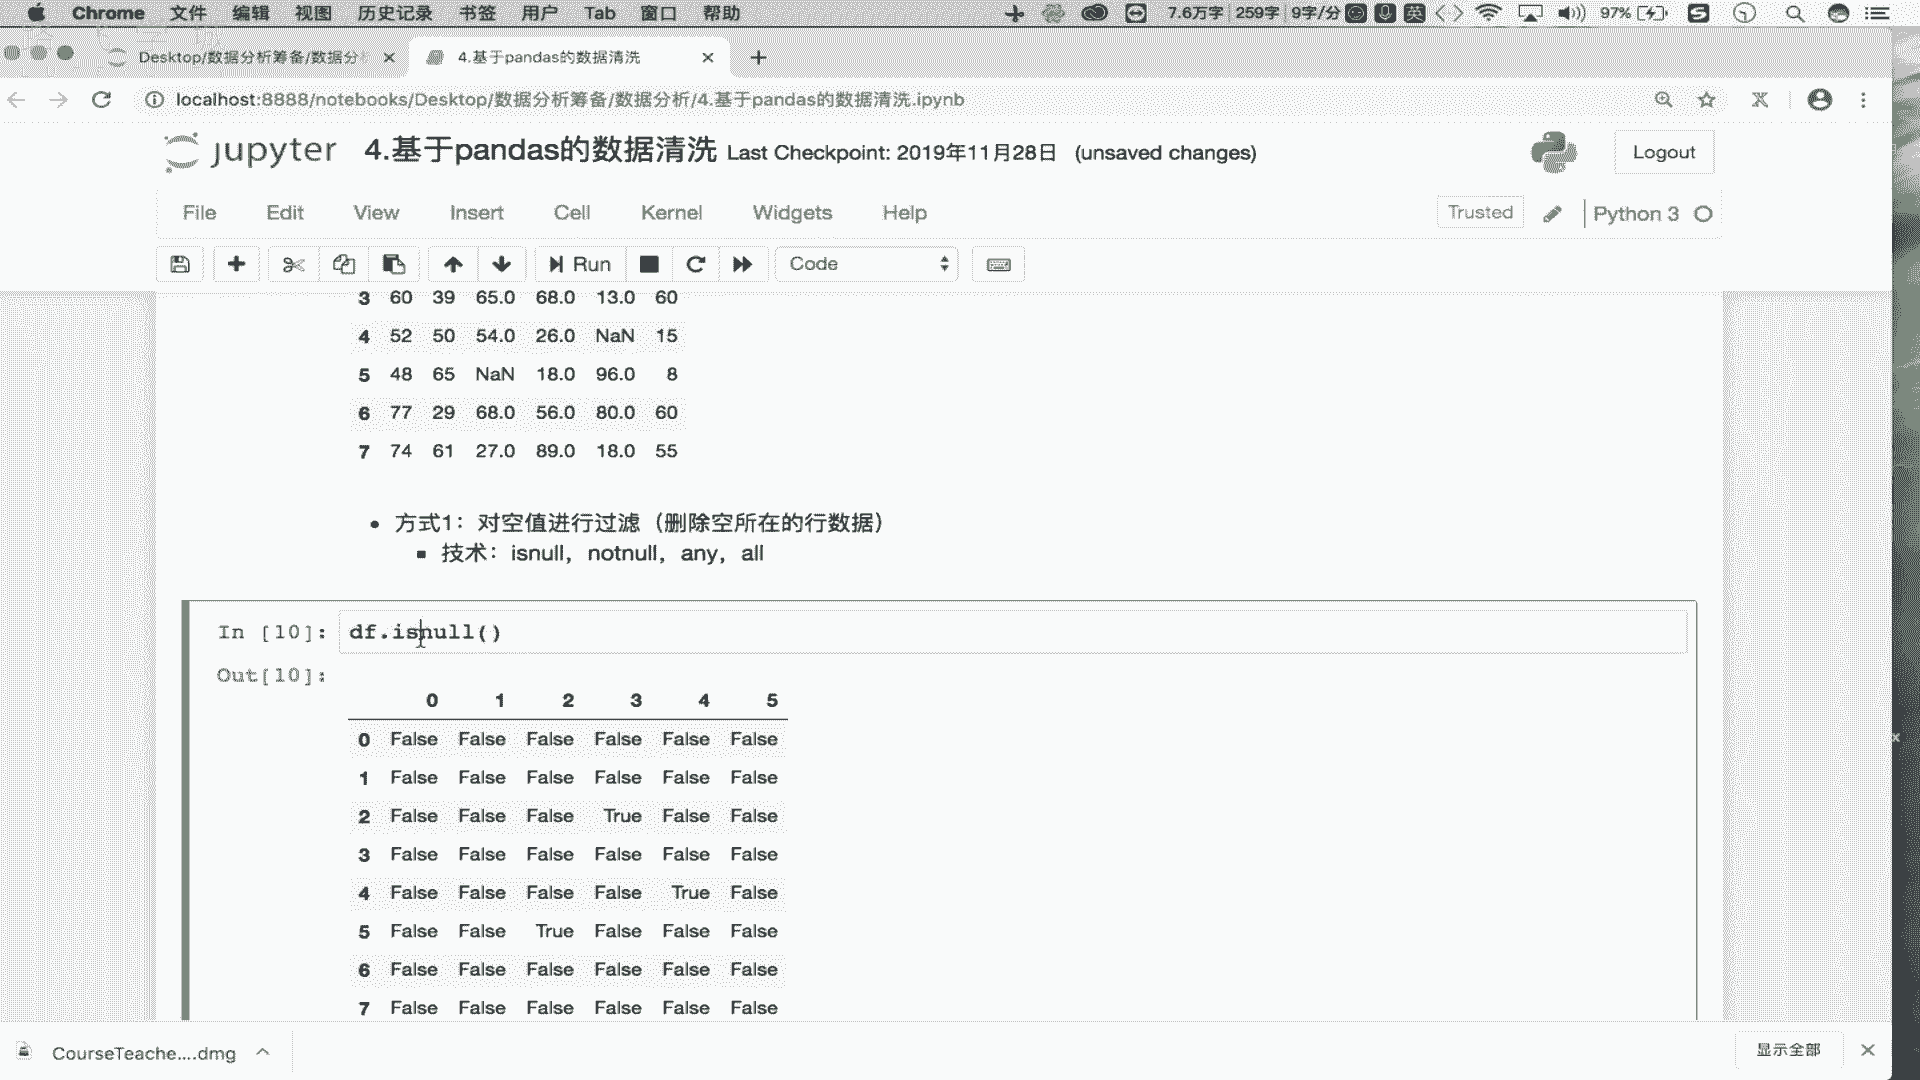 Chrome 文件 编辑 视图 历史记录 书签 用户 Tab 窗口 帮助 7.6万字 259字 9字/分 英 97%
Desktop/数据分析筹备/数据分 4.基于pandas的数据清洗
localhost:8888/notebooks/Desktop/数据分析筹备/数据分析/4.基于pandas的数据清洗.ipynb
jupyter 4.基于pandas的数据清洗 Last Checkpoint: 2019年11月28日 (unsaved changes) Logout
File Edit View Insert Cell Kernel Widgets Help Trusted Python 3
Run Code
3 60 39 65.0 68.0 13.0 60
4 52 50 54.0 26.0 NaN 15
5 48 65 NaN 18.0 96.0 8
6 77 29 68.0 56.0 80.0 60
7 74 61 27.0 89.0 18.0 55
方式1：对空值进行过滤（删除空所在的行数据）
技术：isnull，notnull，any，all
In [10]: df.isnull()
Out[10]:
0 1 2 3 4 5
0 False False False False False False
1 False False False False False False
2 False False False True False False
3 False False False False False False
4 False False False False True False
5 False False True False False False
6 False False False False False False
7 False False False False False False
CourseTeache....dmg 显示全部